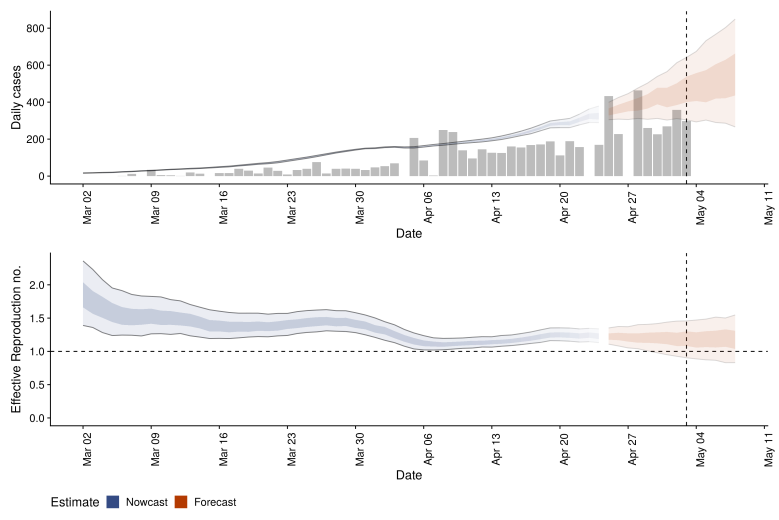 Daily cases
800
600
400
200
0
Mar 02
Mar 09
Mar 16
Mar 23
Mar 30
Apr 06
Apr 13
Apr 20
Apr 27
May 04
May 11
Date
Effective Reproduction no.
2.0
1.5
1.0
0.5
0.0
Mar 02
Mar 09
Mar 16
Mar 23
Mar 30
Apr 06
Apr 13
Apr 20
Apr 27
May 04
May 11
Date
Estimate Nowcast Forecast